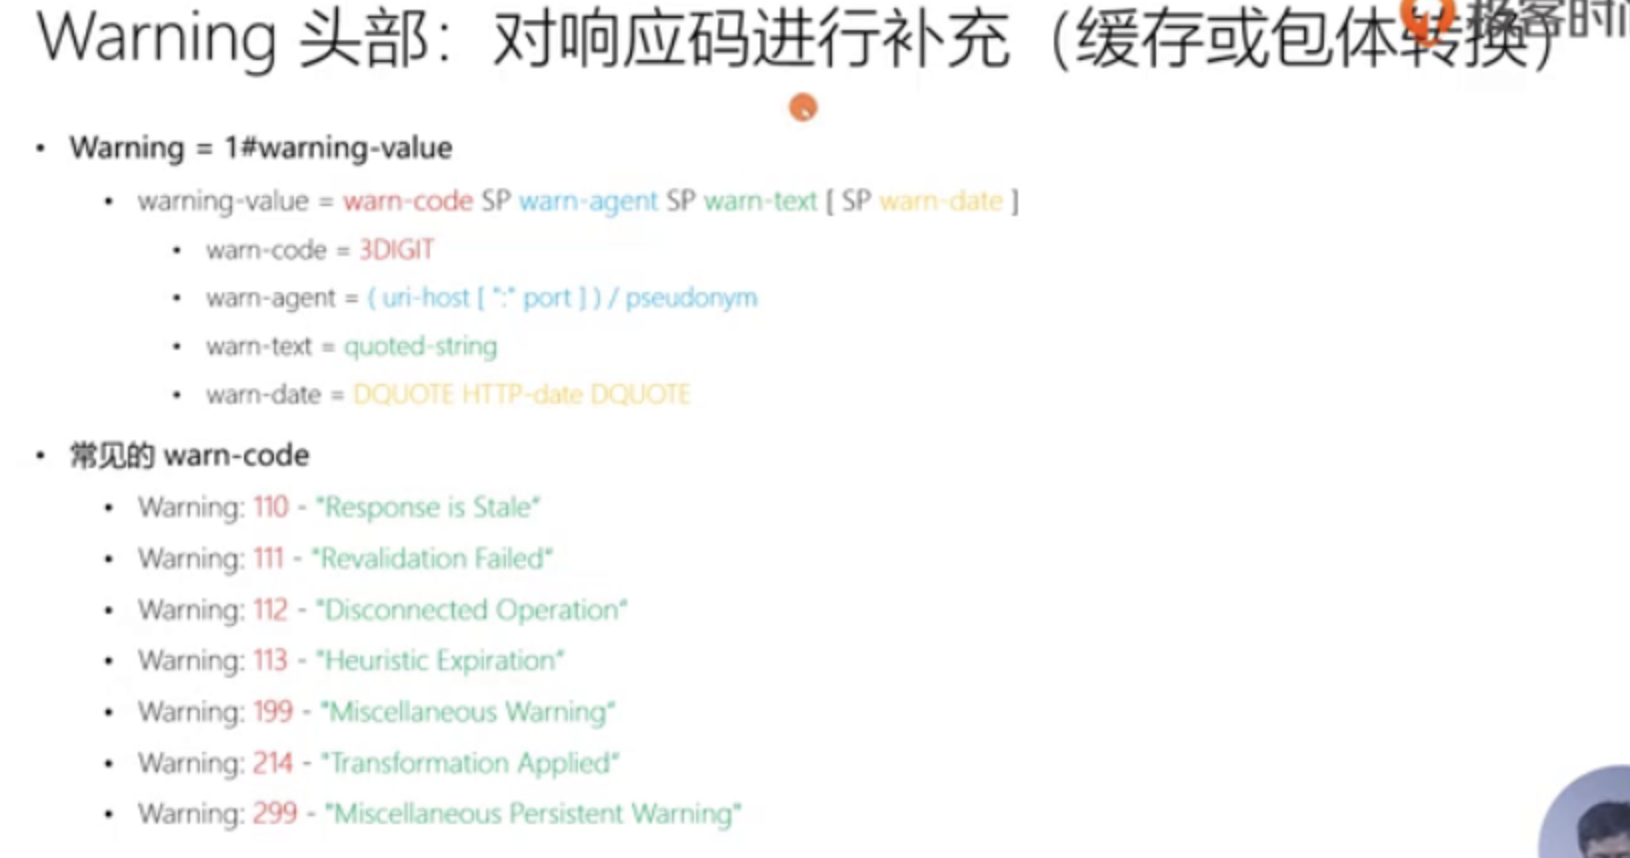 Warning 头部：对响应码进行补充（缓存或包体转换）
极客时间
• Warning = 1#warning-value
• warning-value = warn-code SP warn-agent SP warn-text [ SP warn-date ]
• warn-code = 3DIGIT
• warn-agent = ( uri-host [ ":" port ] ) / pseudonym
• warn-text = quoted-string
• warn-date = DQUOTE HTTP-date DQUOTE
• 常见的 warn-code
• Warning: 110 - "Response is Stale"
• Warning: 111 - "Revalidation Failed"
• Warning: 112 - "Disconnected Operation"
• Warning: 113 - "Heuristic Expiration"
• Warning: 199 - "Miscellaneous Warning"
• Warning: 214 - "Transformation Applied"
• Warning: 299 - "Miscellaneous Persistent Warning"